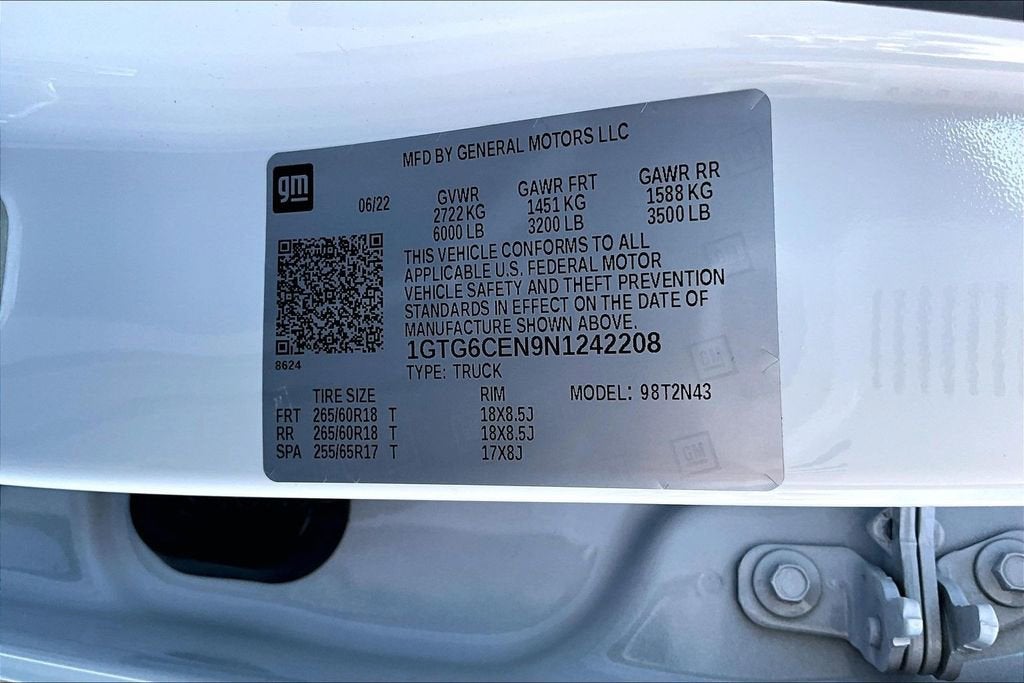 MFD BY GENERAL MOTORS LLC
gm
06/22
GVWR GAWR FRT GAWR RR
2722 KG 1451 KG 1588 KG
6000 LB 3200 LB 3500 LB
THIS VEHICLE CONFORMS TO ALL
APPLICABLE U.S. FEDERAL MOTOR
VEHICLE SAFETY AND THEFT PREVENTION
STANDARDS IN EFFECT ON THE DATE OF
MANUFACTURE SHOWN ABOVE.
1GTG6CEN9N1242208
8624
TYPE: TRUCK
TIRE SIZE RIM MODEL: 98T2N43
FRT 265/60R18 T 18X8.5J
RR 265/60R18 T 18X8.5J
SPA 255/65R17 T 17X8J
GM
GM